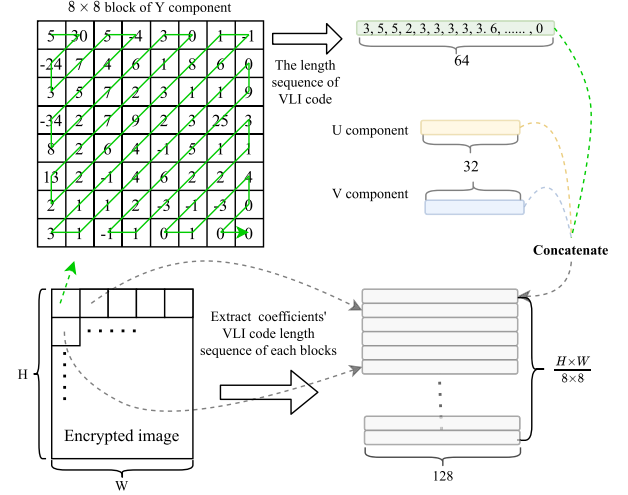 8 × 8 block of Y component
5 30 5 -4 3 0 1 -1
-24 7 4 6 1 8 6 0
3 5 7 2 3 1 1 9
-34 2 7 9 2 3 25 3
8 2 6 4 -1 5 1 1
13 2 -1 4 6 2 2 4
2 1 1 2 -3 -1 -3 0
3 1 -1 1 0 1 0 0
The length
sequence of
VLI code
3, 5, 5, 2, 3, 3, 3, 3, 3. 6, ...... , 0
64
U component
32
V component
Concatenate
H
Encrypted image
W
Extract coefficients'
VLI code length
sequence of each blocks
H×W
8×8
128